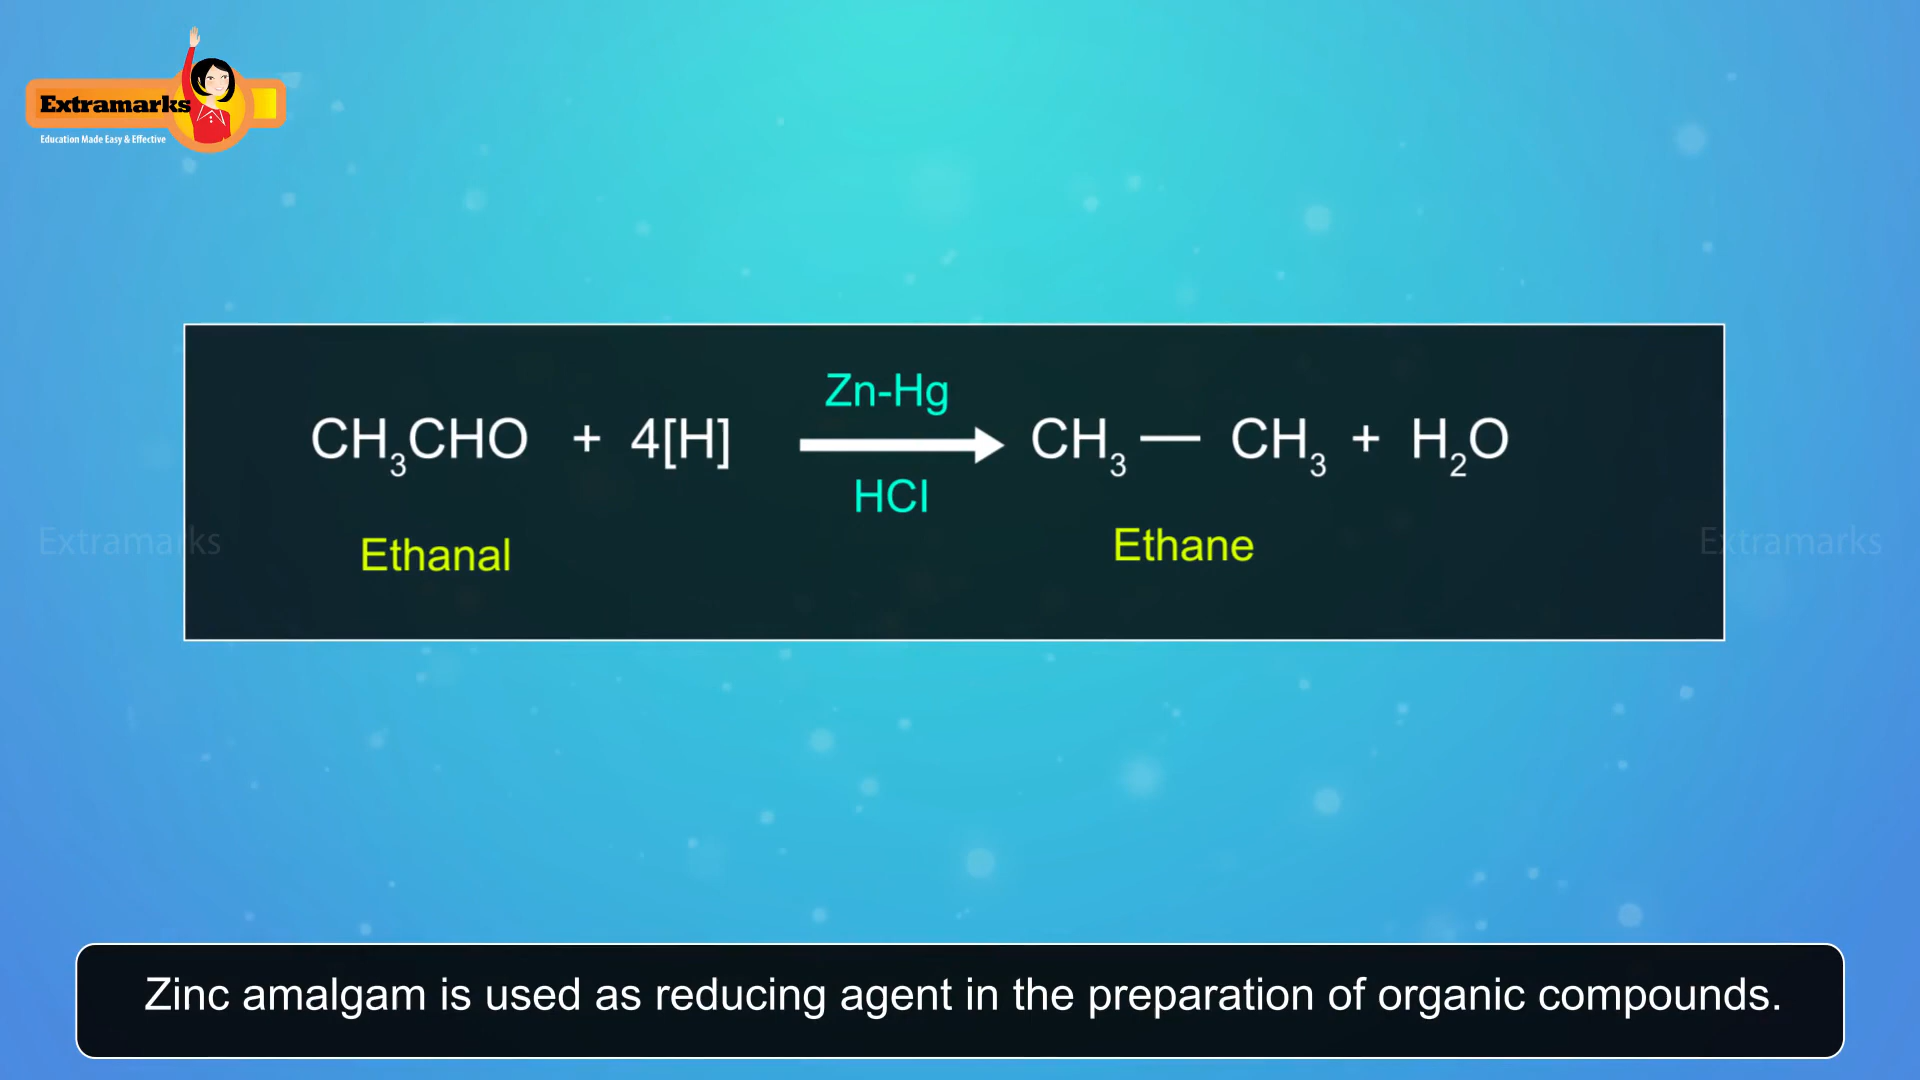 Extramarks
Education Made Easy & Effective
Zn-Hg
CH₃CHO + 4[H] → CH₃ — CH₃ + H₂O
HCl
Ethanal Ethane
Extramarks Extramarks
Zinc amalgam is used as reducing agent in the preparation of organic compounds.